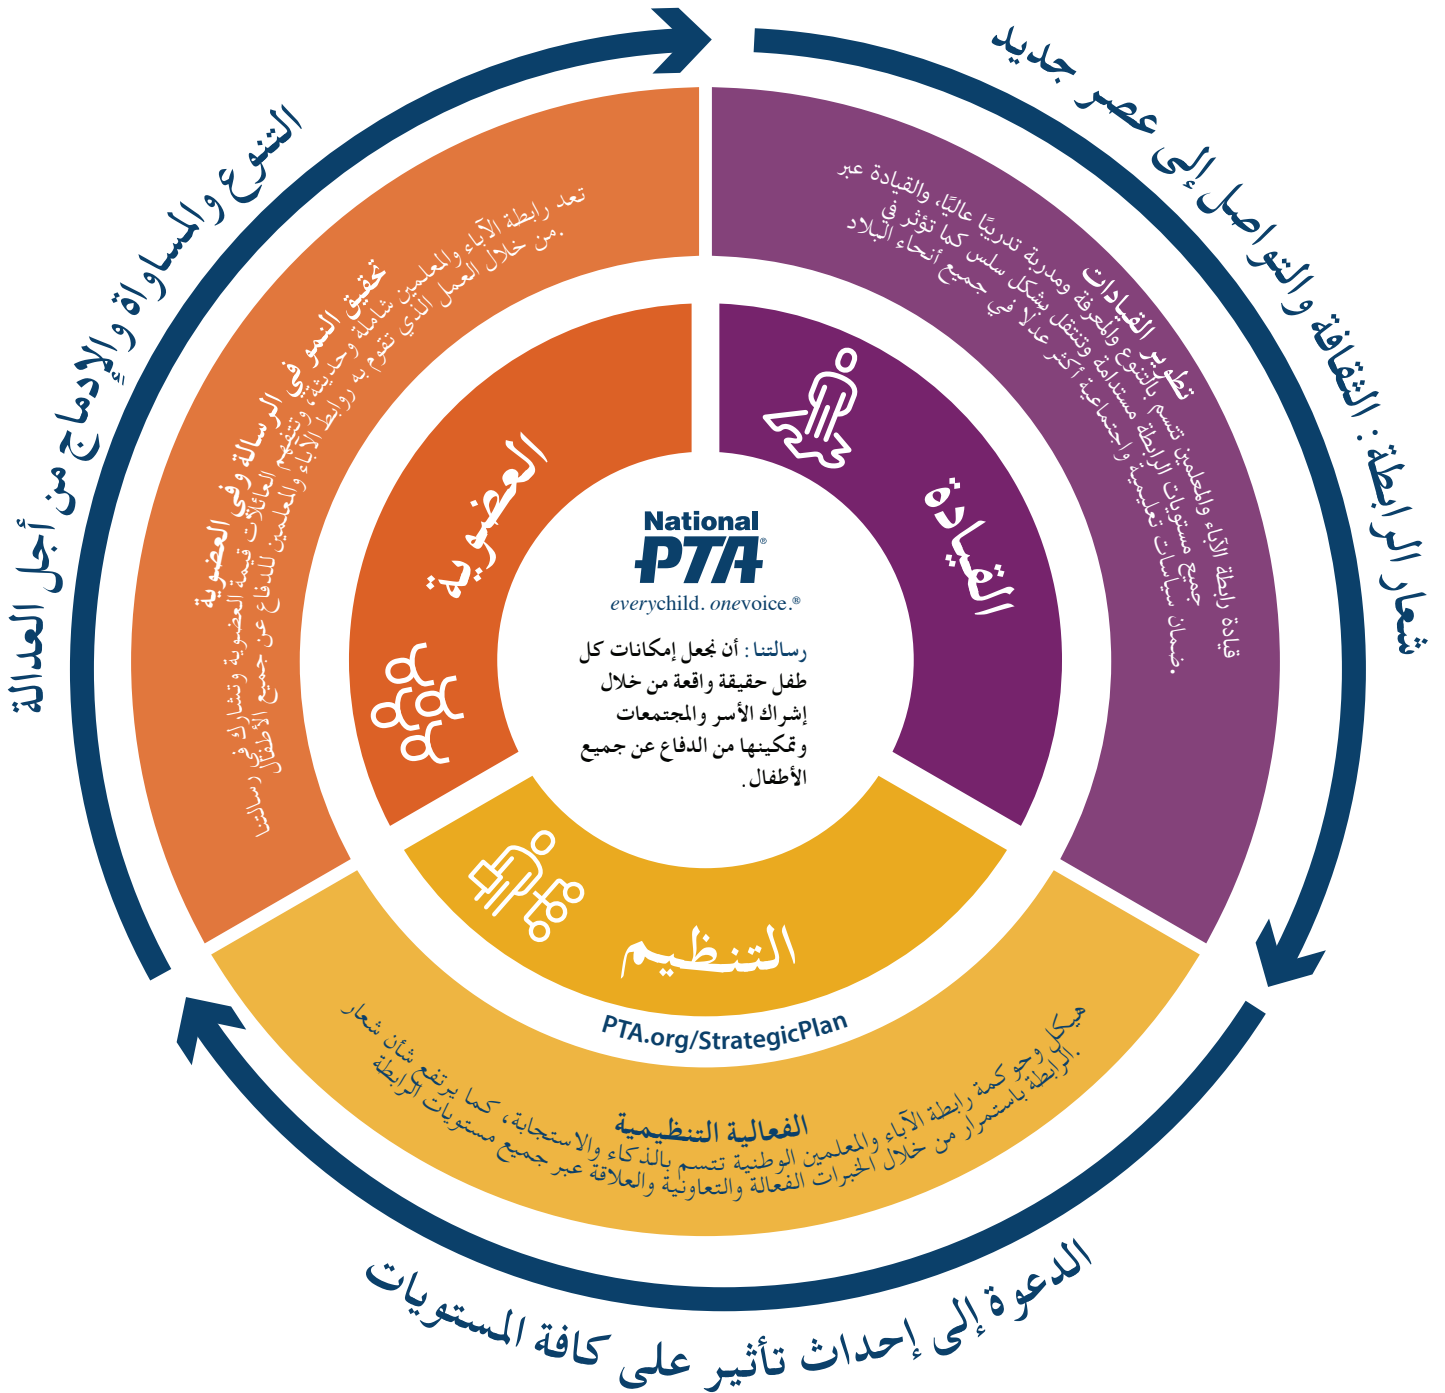 شعار الرابطة: الثقافة والتواصل إلى عصر جديد
التنوع والمساواة والإدماج من أجل العدالة
الدعوة إلى إحداث تأثير على كافة المستويات
تطوير القيادات
قيادة رابطة الآباء والمعلمين تتسم بالتنوع والمعرفة ومدربة تدريبًا عاليًا، والقيادة عبر
جميع مستويات الرابطة مستدامة وتنتقل بشكل سلس كما تؤثر في
ضمان سياسات تعليمية واجتماعية أكثر عدلًا في جميع أنحاء البلاد.
القيادة
تحقيق النمو في الرسالة وفي العضوية
تعد رابطة الآباء والمعلمين شاملة وحديثة، وتتفهم العائلات قيمة العضوية وتشارك في رسالتنا
من خلال العمل الذي تقوم به روابط الآباء والمعلمين للدفاع عن جميع الأطفال.
العضوية
National
PTA®
everychild. onevoice.®
رسالتنا: أن نجعل إمكانات كل
طفل حقيقة واقعة من خلال
إشراك الأسر والمجتمعات
وتمكينها من الدفاع عن جميع
الأطفال.
التنظيم
PTA.org/StrategicPlan
الفعالية التنظيمية
هيكل وحوكمة رابطة الآباء والمعلمين الوطنية تتسم بالذكاء والاستجابة، كما يرتفع شأن شعار
الرابطة باستمرار من خلال الخبرات الفعالة والتعاونية والعلاقة عبر جميع مستويات الرابطة.